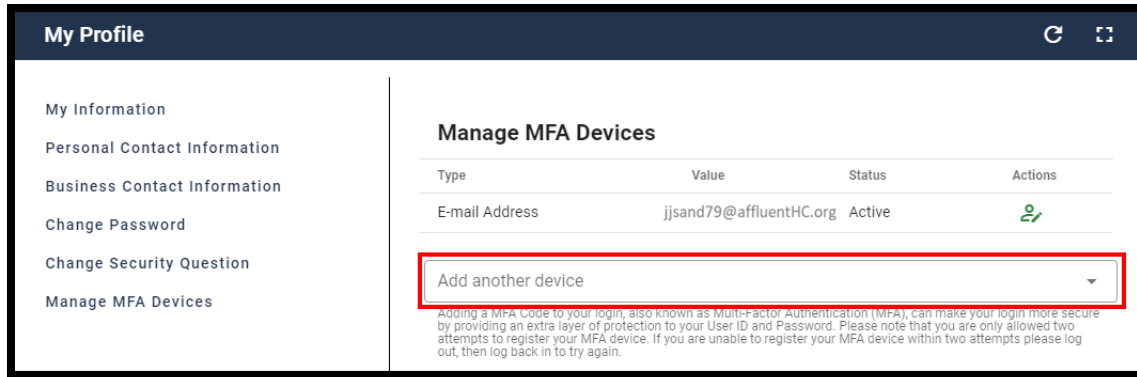 My Profile
My Information
Personal Contact Information
Business Contact Information
Change Password
Change Security Question
Manage MFA Devices
Manage MFA Devices
Type Value Status Actions
E-mail Address jjsand79@affluentHC.org Active
Add another device
Adding a MFA Code to your login, also known as Multi-Factor Authentication (MFA), can make your login more secure
by providing an extra layer of protection to your User ID and Password. Please note that you are only allowed two
attempts to register your MFA device. If you are unable to register your MFA device within two attempts please log
out, then log back in to try again.